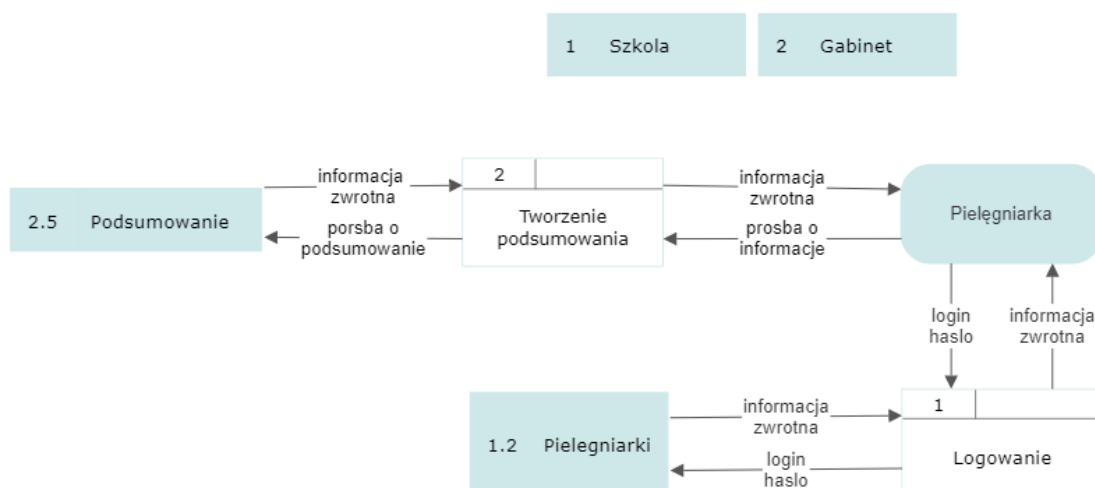 1 Szkola
2 Gabinet
informacja
zwrotna
2
informacja
zwrotna
2.5 Podsumowanie
Tworzenie
podsumowania
Pielęgniarka
porsba o
podsumowanie
prosba o
informacje
login
haslo
informacja
zwrotna
1.2 Pielegniarki
informacja
zwrotna
1
login
haslo
Logowanie